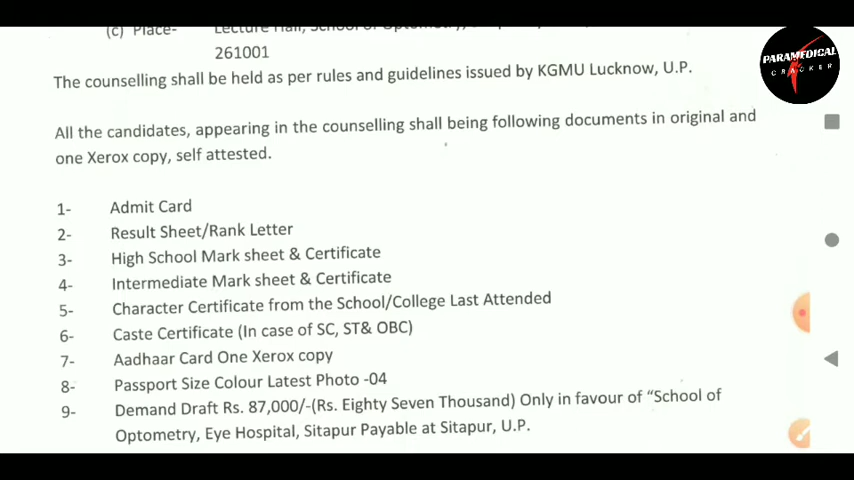 (c) Place-
261001
The counselling shall be held as per rules and guidelines issued by KGMU Lucknow, U.P.
All the candidates, appearing in the counselling shall being following documents in original and
one Xerox copy, self attested.
1- Admit Card
2- Result Sheet/Rank Letter
3- High School Mark sheet & Certificate
4- Intermediate Mark sheet & Certificate
5- Character Certificate from the School/College Last Attended
6- Caste Certificate (In case of SC, ST& OBC)
7- Aadhaar Card One Xerox copy
8- Passport Size Colour Latest Photo -04
9- Demand Draft Rs. 87,000/-(Rs. Eighty Seven Thousand) Only in favour of “School of
Optometry, Eye Hospital, Sitapur Payable at Sitapur, U.P.
PARAMEDICAL
CRACKER